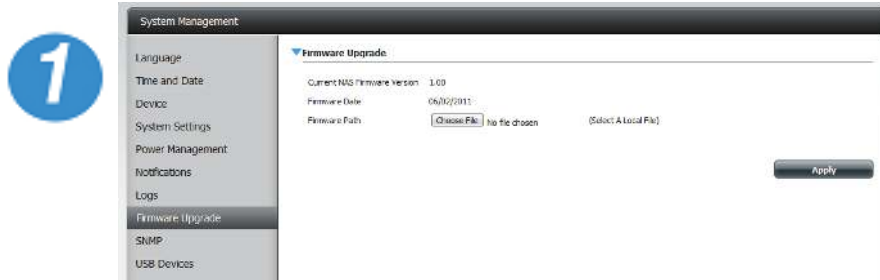 1
System Management
Language
Time and Date
Device
System Settings
Power Management
Notifications
Logs
Firmware Upgrade
SNMP
USB Devices
Firmware Upgrade
Current NAS Firmware Version 1.00
Firmware Date 06/02/2011
Firmware Path Choose File No file chosen (Select A Local File)
Apply